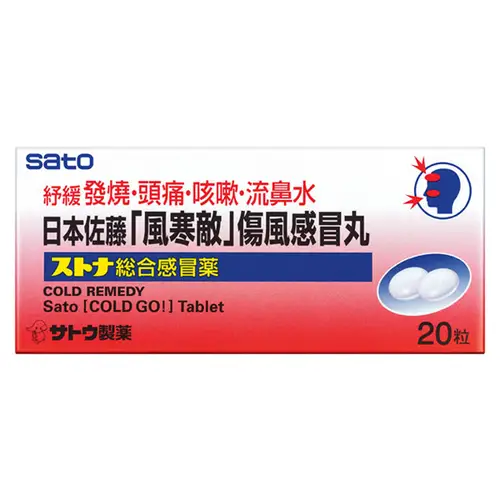 sato
紓緩發燒・頭痛・咳嗽・流鼻水
日本佐藤「風寒敵」傷風感冒丸
ストナ総合感冒薬
COLD REMEDY
Sato [COLD GO!] Tablet
サトウ製薬
20粒